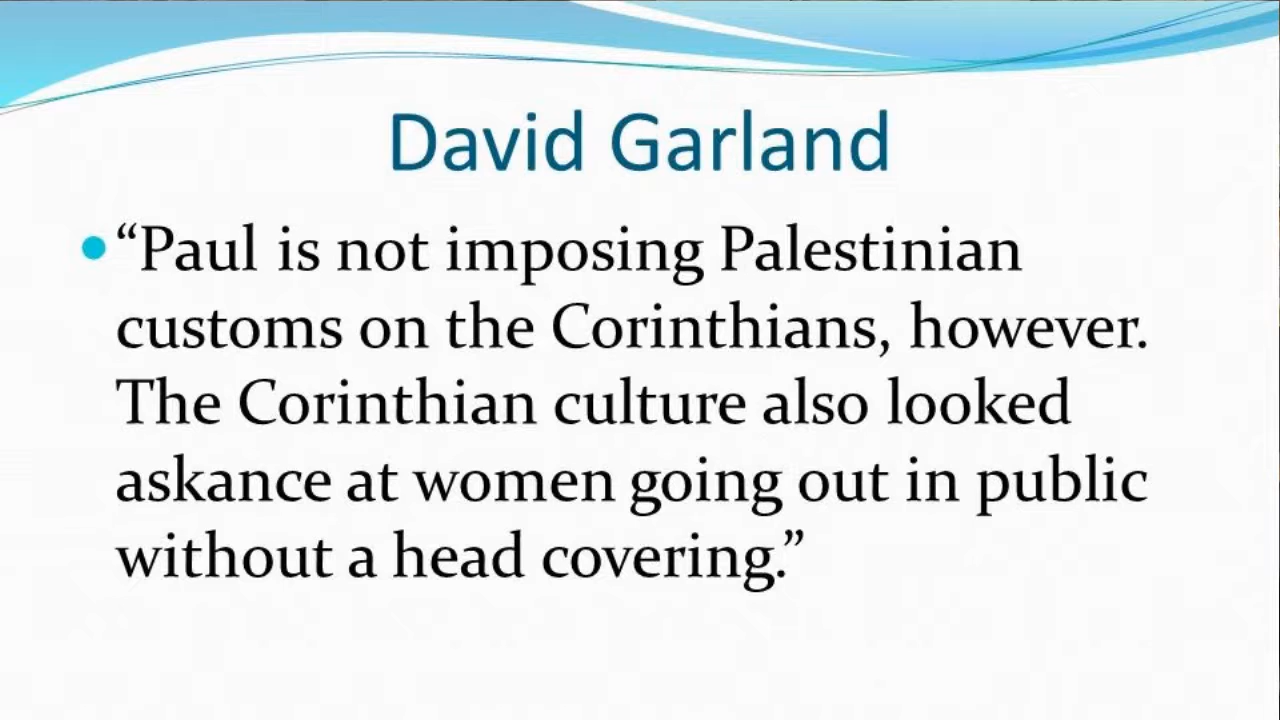 David Garland
• “Paul is not imposing Palestinian
customs on the Corinthians, however.
The Corinthian culture also looked
askance at women going out in public
without a head covering.”